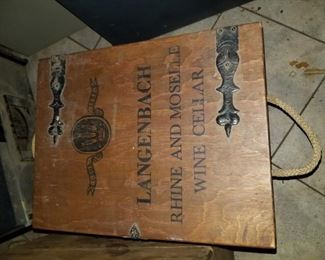 LANGENBACH
RHINE AND MOSELLE
WINE CELLAR